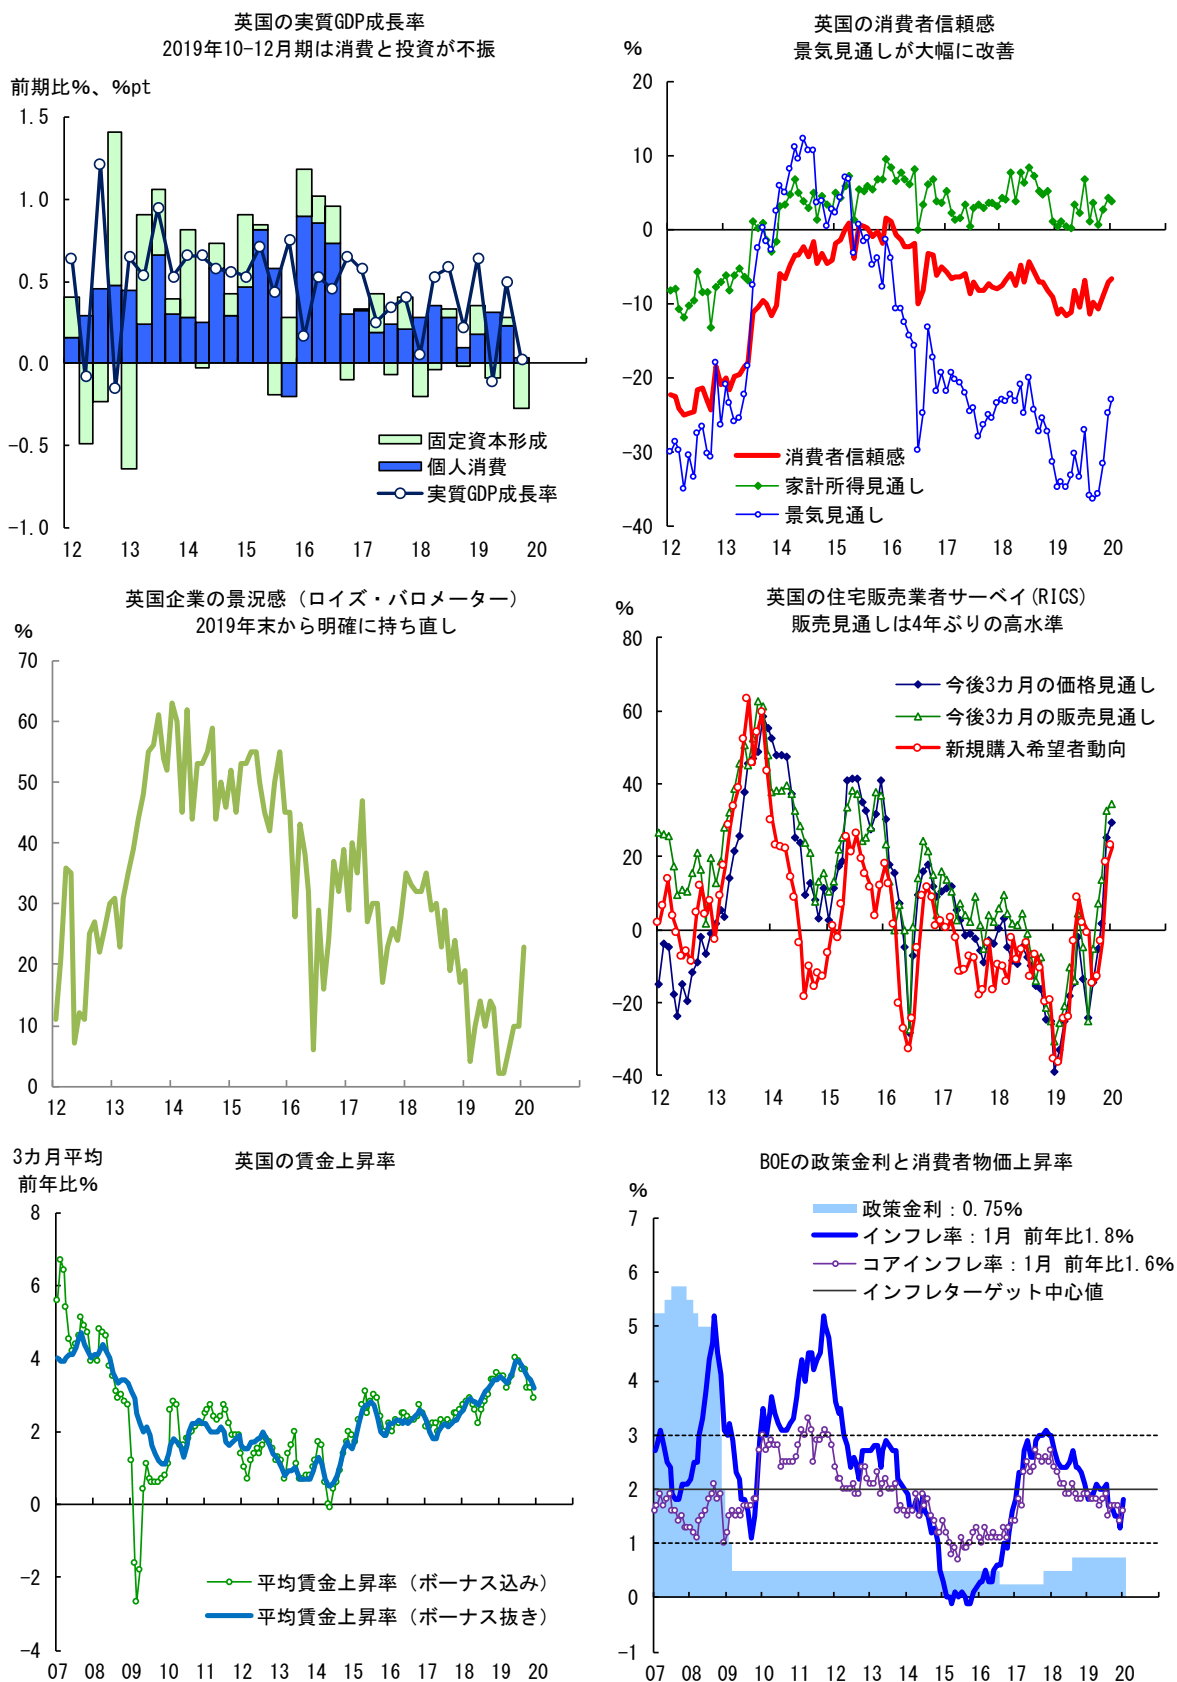 英国の実質GDP成長率
2019年10-12月期は消費と投資が不振
前期比%、%pt
1.5
1.0
0.5
0.0
-0.5
-1.0
固定資本形成
個人消費
実質GDP成長率
12 13 14 15 16 17 18 19 20
英国の消費者信頼感
景気見通しが大幅に改善
%
20
10
0
-10
-20
-30
-40
消費者信頼感
家計所得見通し
景気見通し
12 13 14 15 16 17 18 19 20
英国企業の景況感（ロイズ・バロメーター）
2019年末から明確に持ち直し
%
70
60
50
40
30
20
10
0
12 13 14 15 16 17 18 19 20
英国の住宅販売業者サーベイ(RICS)
販売見通しは4年ぶりの高水準
%
80
60
40
20
0
-20
-40
今後3カ月の価格見通し
今後3カ月の販売見通し
新規購入希望者動向
12 13 14 15 16 17 18 19 20
3カ月平均
前年比%
英国の賃金上昇率
8
6
4
2
0
-2
-4
平均賃金上昇率（ボーナス込み）
平均賃金上昇率（ボーナス抜き）
07 08 09 10 11 12 13 14 15 16 17 18 19 20
BOEの政策金利と消費者物価上昇率
%
7
6
5
4
3
2
1
0
-1
政策金利：0.75%
インフレ率：1月 前年比1.8%
コアインフレ率：1月 前年比1.6%
インフレターゲット中心値
07 08 09 10 11 12 13 14 15 16 17 18 19 20